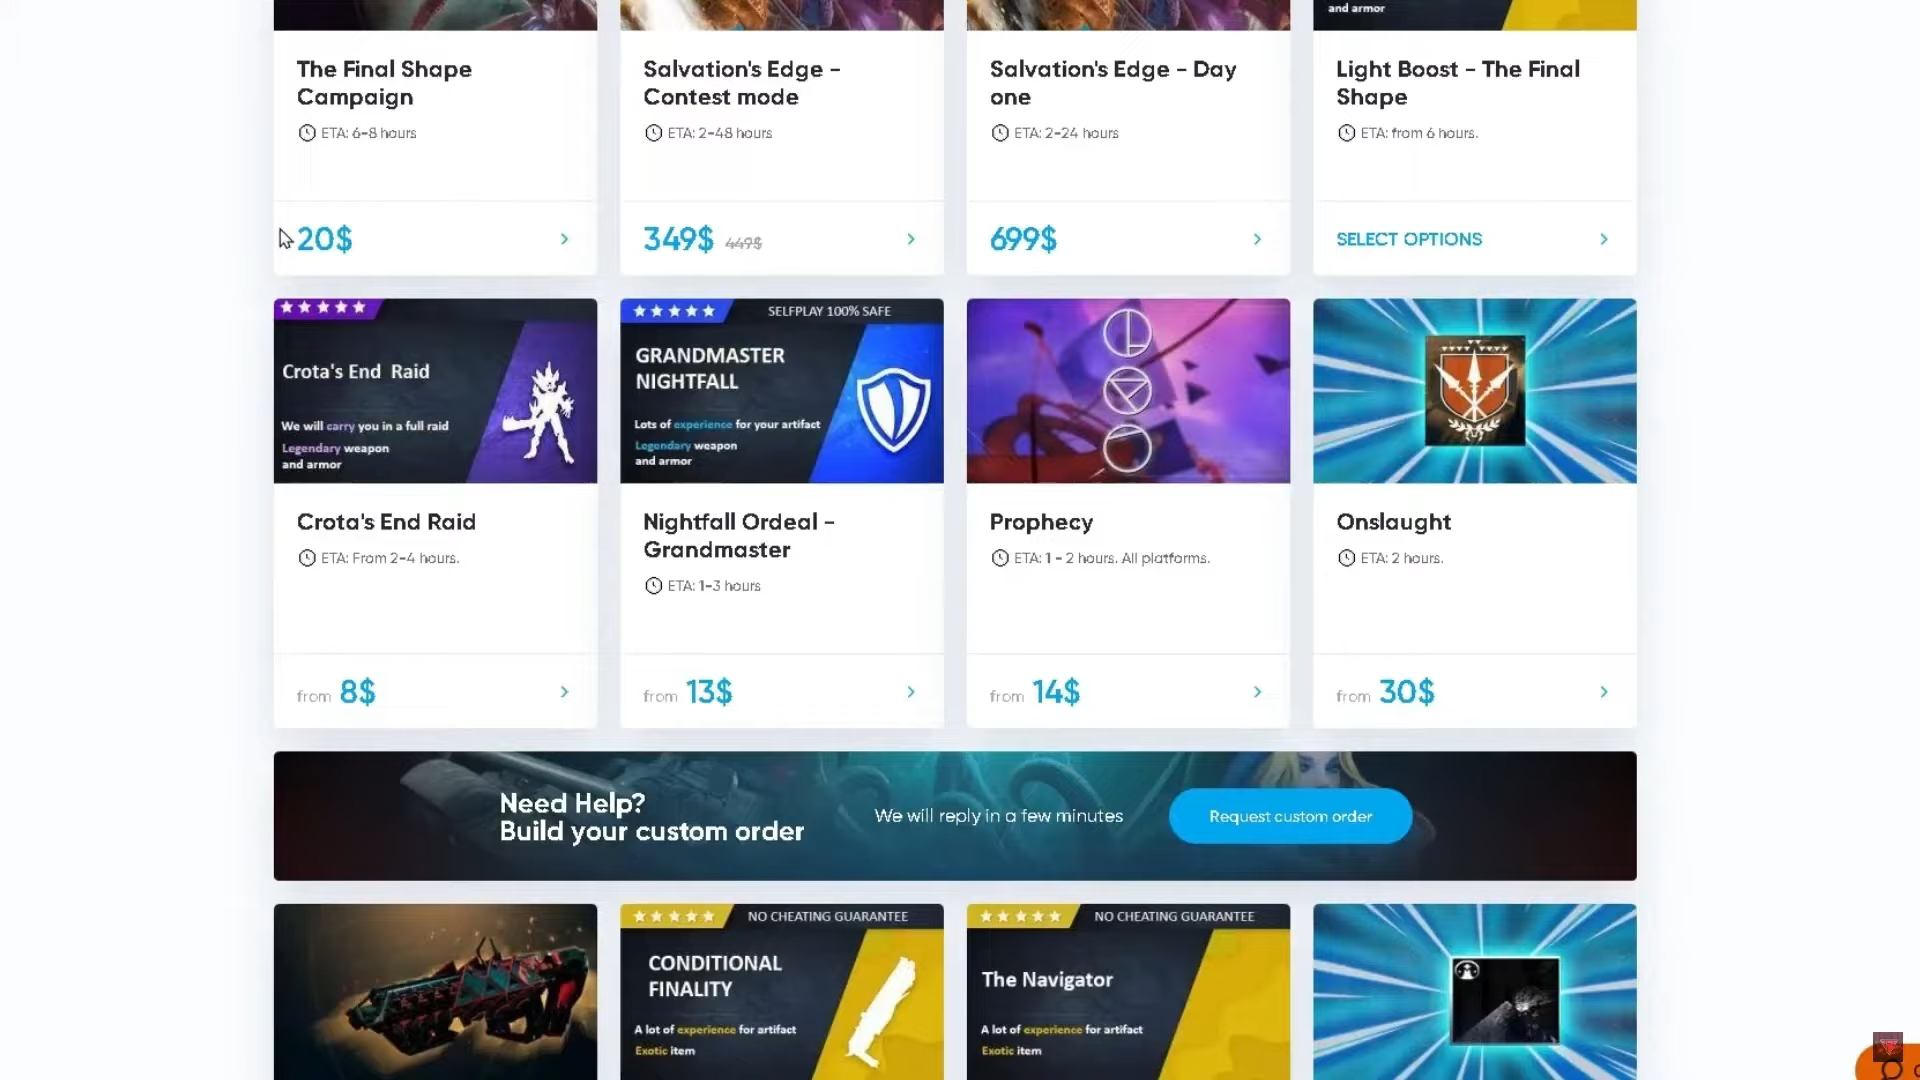 and armor
The Final Shape
Campaign
ETA: 6-8 hours
20$
Salvation's Edge -
Contest mode
ETA: 2-48 hours
349$ 449$
Salvation's Edge - Day
one
ETA: 2-24 hours
699$
Light Boost - The Final
Shape
ETA: from 6 hours.
SELECT OPTIONS
Crota's End Raid
We will carry you in a full raid
Legendary weapon
and armor
Crota's End Raid
ETA: From 2-4 hours.
from 8$
SELFPLAY 100% SAFE
GRANDMASTER
NIGHTFALL
Lots of experience for your artifact
Legendary weapon
and armor
Nightfall Ordeal -
Grandmaster
ETA: 1-3 hours
from 13$
Prophecy
ETA: 1 - 2 hours. All platforms.
from 14$
Onslaught
ETA: 2 hours.
from 30$
Need Help?
Build your custom order
We will reply in a few minutes
Request custom order
NO CHEATING GUARANTEE
CONDITIONAL
FINALITY
A lot of experience for artifact
Exotic item
NO CHEATING GUARANTEE
The Navigator
A lot of experience for artifact
Exotic item